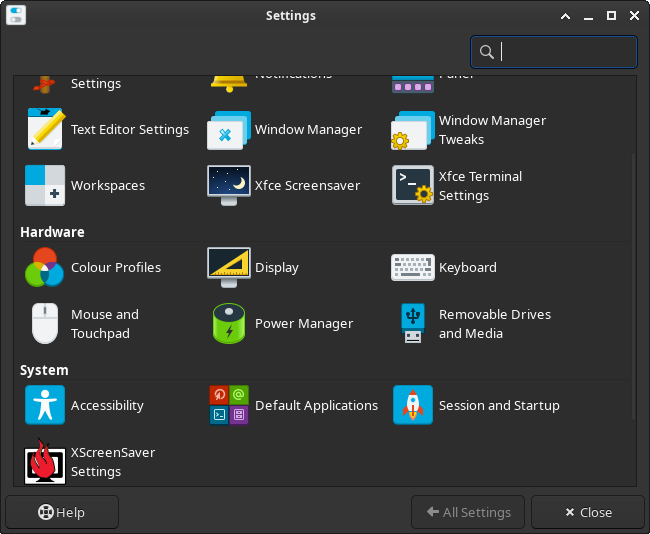 Settings
Settings Notifications Panel
Text Editor Settings Window Manager Window Manager
Tweaks
Workspaces Xfce Screensaver Xfce Terminal
Settings
Hardware
Colour Profiles Display Keyboard
Mouse and
Touchpad Power Manager Removable Drives
and Media
System
Accessibility Default Applications Session and Startup
XScreenSaver
Settings
Help All Settings Close